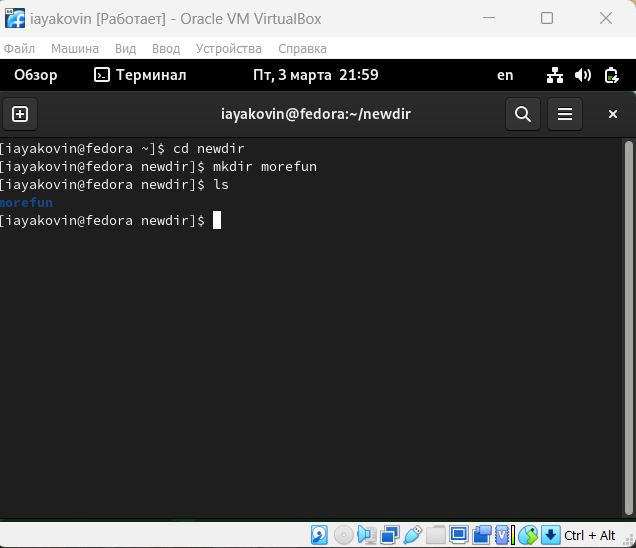 iayakovin [Работает] - Oracle VM VirtualBox
Файл Машина Вид Ввод Устройства Справка
Обзор Терминал Пт, 3 марта 21:59 en
iayakovin@fedora:~/newdir
[iayakovin@fedora ~]$ cd newdir
[iayakovin@fedora newdir]$ mkdir morefun
[iayakovin@fedora newdir]$ ls
morefun
[iayakovin@fedora newdir]$
Ctrl + Alt